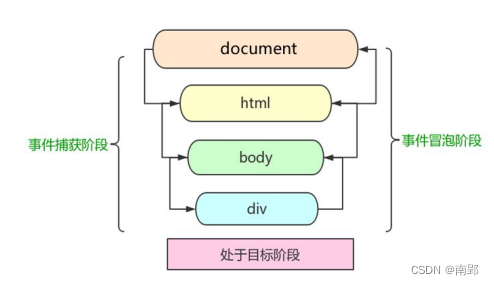 document
html
事件捕获阶段
事件冒泡阶段
body
div
处于目标阶段
CSDN @南郢